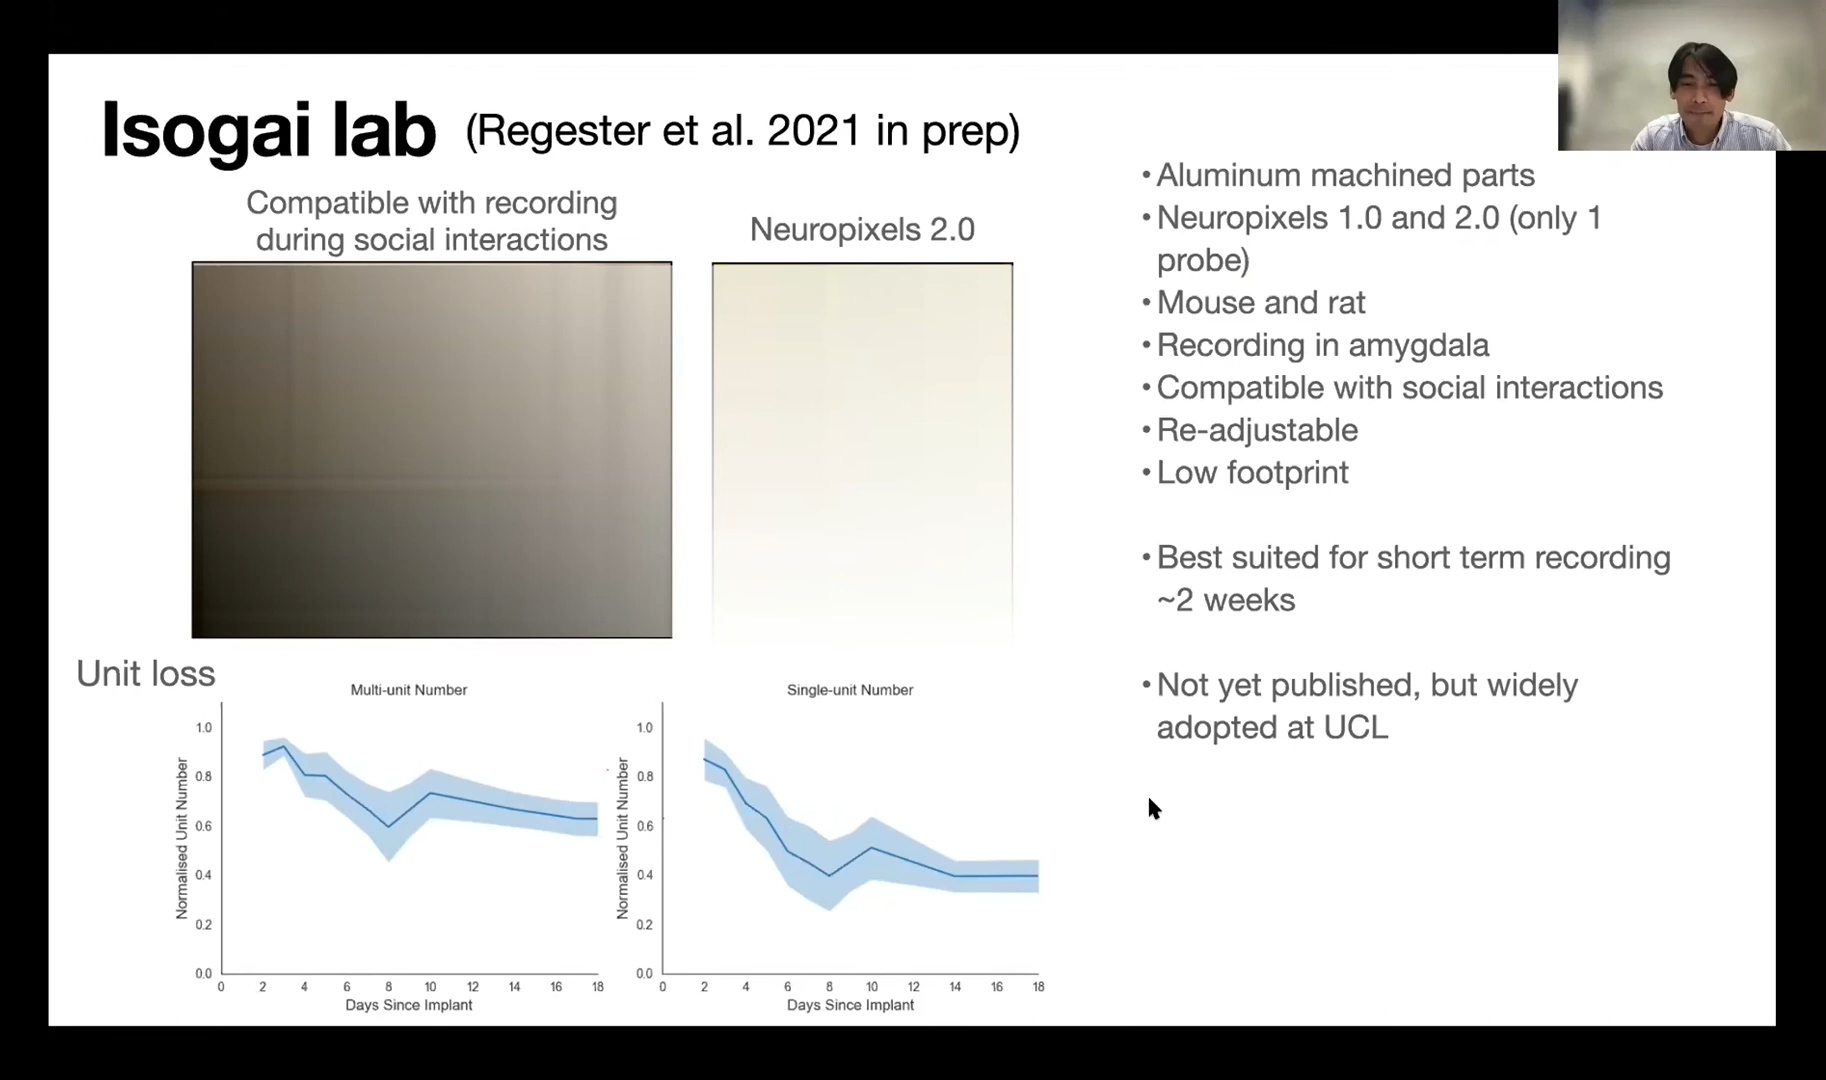 Isogai lab (Regester et al. 2021 in prep)
Compatible with recording
during social interactions
Neuropixels 2.0
• Aluminum machined parts
• Neuropixels 1.0 and 2.0 (only 1
probe)
• Mouse and rat
• Recording in amygdala
• Compatible with social interactions
• Re-adjustable
• Low footprint
• Best suited for short term recording
~2 weeks
• Not yet published, but widely
adopted at UCL
Unit loss
Multi-unit Number
Normalised Unit Number
1.0
0.8
0.6
0.4
0.2
0.0
0 2 4 6 8 10 12 14 16 18
Days Since Implant
Single-unit Number
Normalised Unit Number
1.0
0.8
0.6
0.4
0.2
0.0
0 2 4 6 8 10 12 14 16 18
Days Since Implant